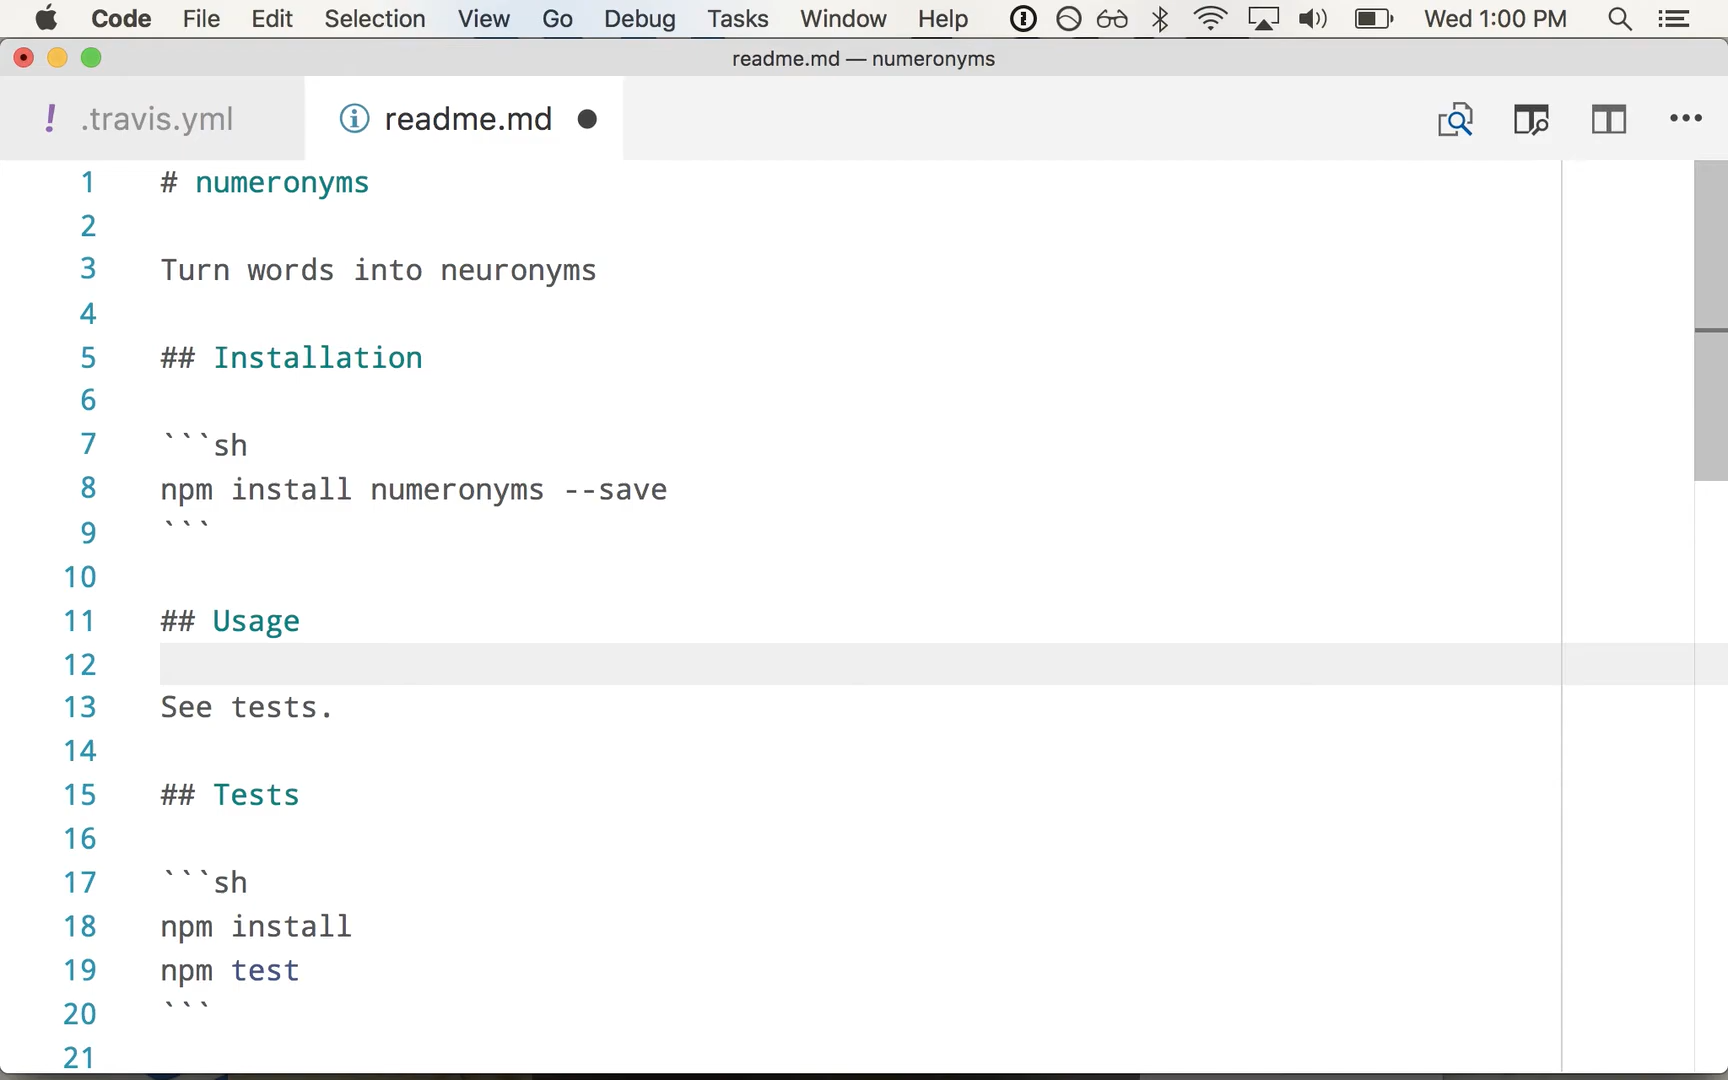 Code File Edit Selection View Go Debug Tasks Window Help Wed 1:00 PM
readme.md — numeronyms
! .travis.yml readme.md
1 # numeronyms
2
3 Turn words into neuronyms
4
5 ## Installation
6
7 ```sh
8 npm install numeronyms --save
9 ```
10
11 ## Usage
12
13 See tests.
14
15 ## Tests
16
17 ```sh
18 npm install
19 npm test
20 ```
21